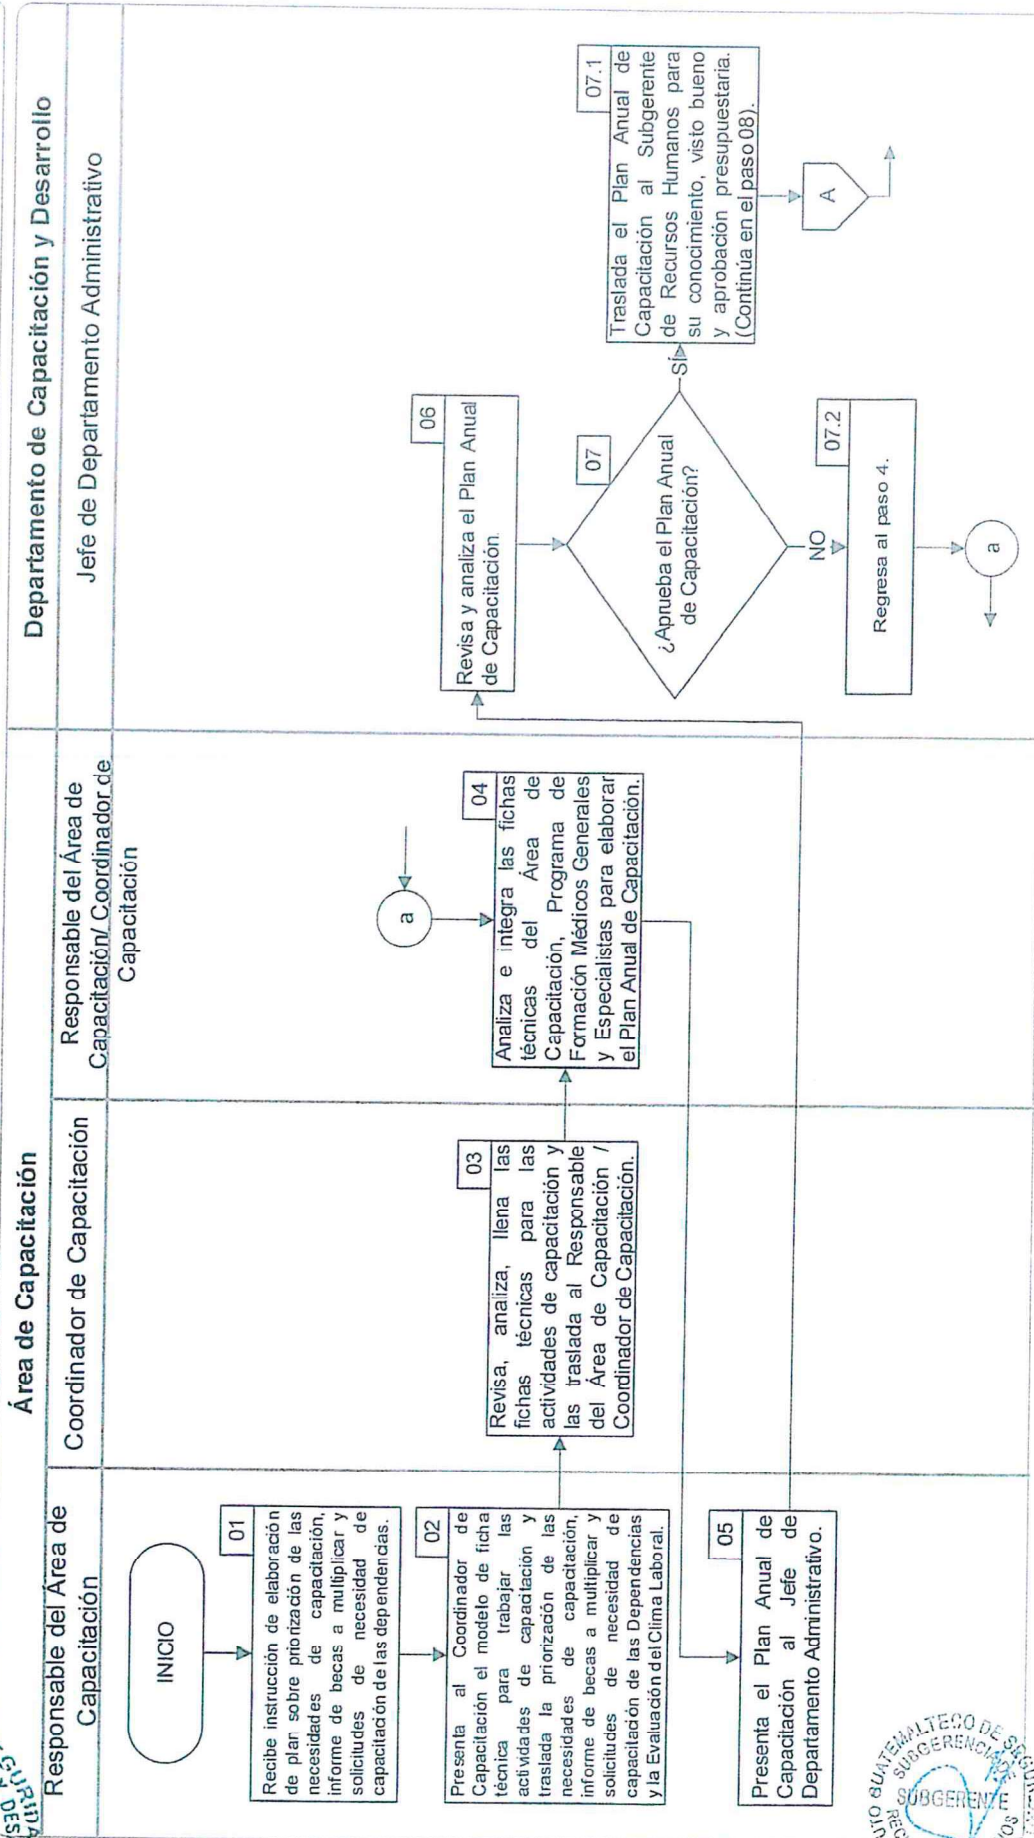 Área de Capacitación
Departamento de Capacitación y Desarrollo
Responsable del Área de
Capacitación
Coordinador de Capacitación
Responsable del Área de
Capacitación/ Coordinador de
Capacitación
Jefe de Departamento Administrativo
INICIO
01
Recibe instrucción de elaboración
de plan sobre priorización de las
necesidades de capacitación,
informe de becas a multiplicar y
solicitudes de necesidad de
capacitación de las dependencias.
02
Presenta al Coordinador de
Capacitación el modelo de ficha
técnica para trabajar las
actividades de capacitación y
traslada la priorización de las
necesidades de capacitación,
informe de becas a multiplicar y
solicitudes de necesidad de
capacitación de las Dependencias
y la Evaluación del Clima Laboral.
03
Revisa, analiza, llena las
fichas técnicas para las
actividades de capacitación y
las traslada al Responsable
del Área de Capacitación /
Coordinador de Capacitación.
a
04
Analiza e integra las fichas
técnicas del Área de
Capacitación, Programa de
Formación Médicos Generales
y Especialistas para elaborar
el Plan Anual de Capacitación.
05
Presenta el Plan Anual de
Capacitación al Jefe de
Departamento Administrativo.
06
Revisa y analiza el Plan Anual
de Capacitación.
07
¿Aprueba el Plan Anual
de Capacitación?
SÍ
07.1
Traslada el Plan Anual de
Capacitación al Subgerente
de Recursos Humanos para
su conocimiento, visto bueno
y aprobación presupuestaria.
(Continúa en el paso 08).
A
NO
07.2
Regresa al paso 4.
a
GUATEMALTECO DE
SUBGERENCIA DE
SUBGERENTE